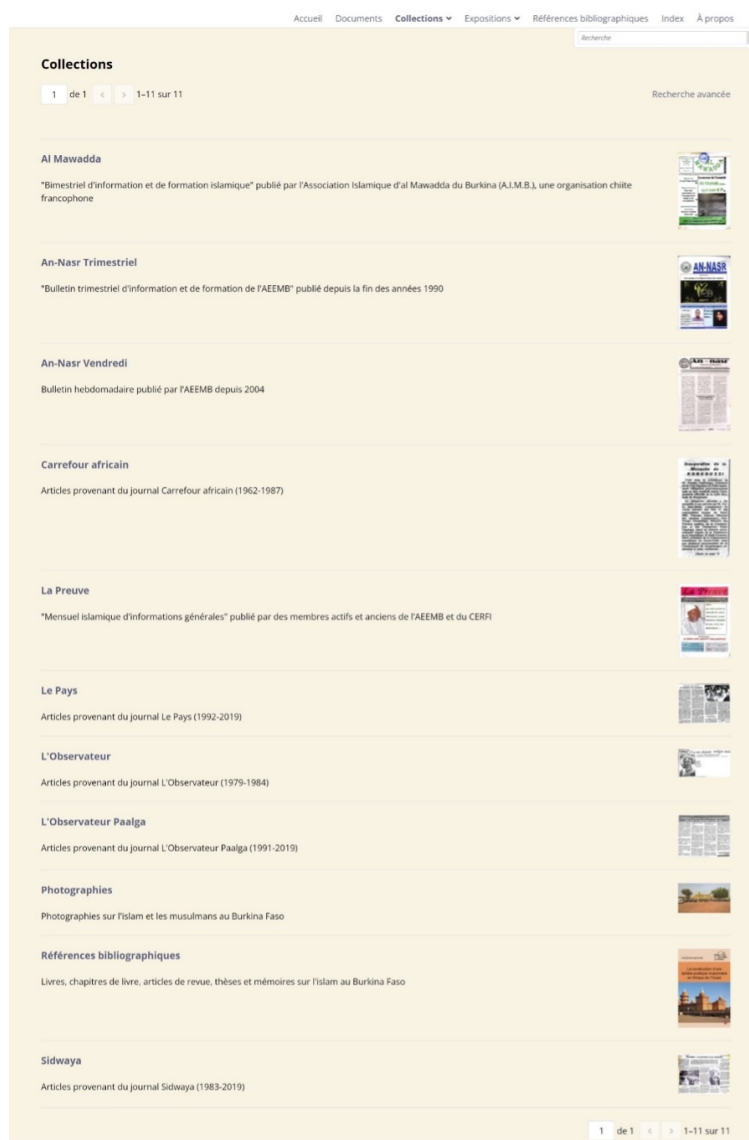 Accueil Documents Collections Expositions Références bibliographiques Index À propos
Recherche
Collections
1 de 1 < > 1–11 sur 11
Recherche avancée
Al Mawadda
"Bimestriel d'information et de formation islamique" publié par l'Association Islamique d'al Mawadda du Burkina (A.I.M.B.), une organisation chiite
francophone
An-Nasr Trimestriel
AN-NASR
"Bulletin trimestriel d'information et de formation de l'AEEMB" publié depuis la fin des années 1990
An-Nasr Vendredi
An - nasr
Bulletin hebdomadaire publié par l'AEEMB depuis 2004
Carrefour africain
Articles provenant du journal Carrefour africain (1962-1987)
La Preuve
La Preuve
"Mensuel islamique d'informations générales" publié par des membres actifs et anciens de l'AEEMB et du CERFI
Le Pays
Articles provenant du journal Le Pays (1992-2019)
L'Observateur
Articles provenant du journal L'Observateur (1979-1984)
L'Observateur Paalga
Articles provenant du journal L'Observateur Paalga (1991-2019)
Photographies
Photographies sur l'islam et les musulmans au Burkina Faso
Références bibliographiques
Livres, chapitres de livre, articles de revue, thèses et mémoires sur l'islam au Burkina Faso
Sidwaya
Articles provenant du journal Sidwaya (1983-2019)
1 de 1 < > 1–11 sur 11